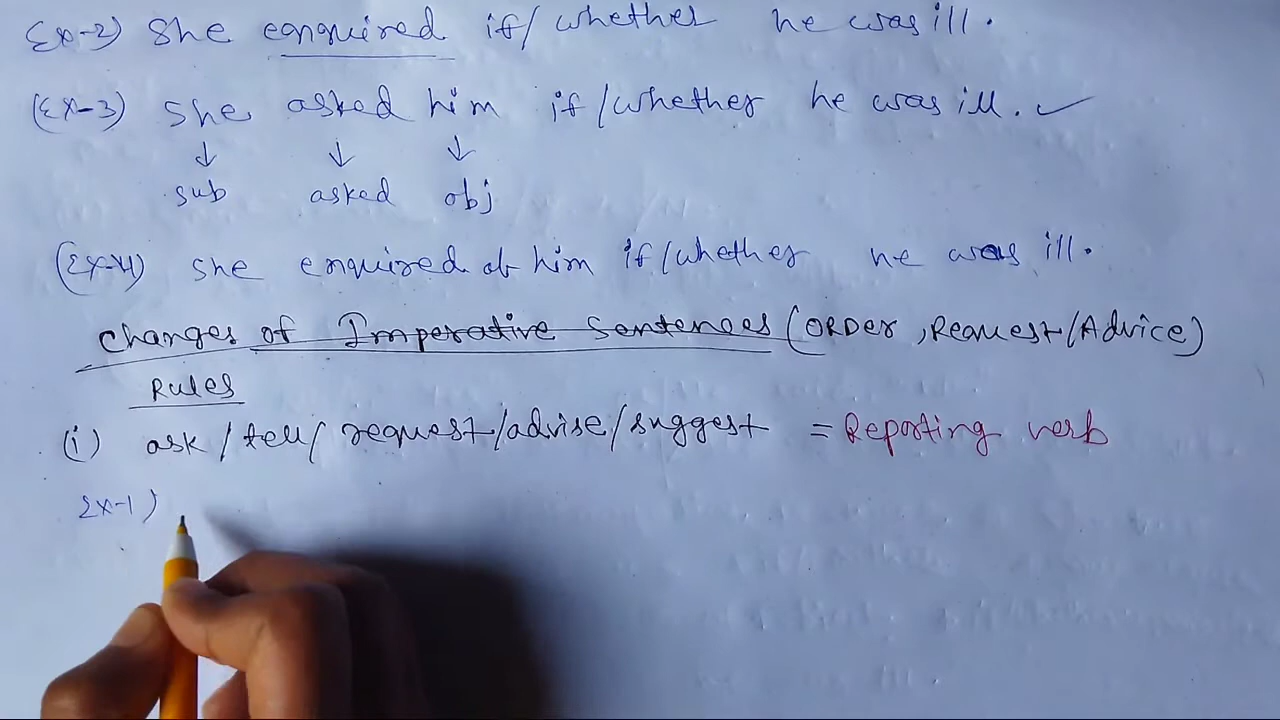 Ex-2) She enquired if/whether he was ill.
(Ex-3) She asked him if/whether he was ill. ✓
↓ ↓ ↓
sub asked obj
(Ex-4) She enquired of him if/whether he was ill.
Changes of Imperative Sentences (ORDER, Request/Advice)
Rules
(i) ask/tell/request/advise/suggest = Reporting verb
Ex-1)